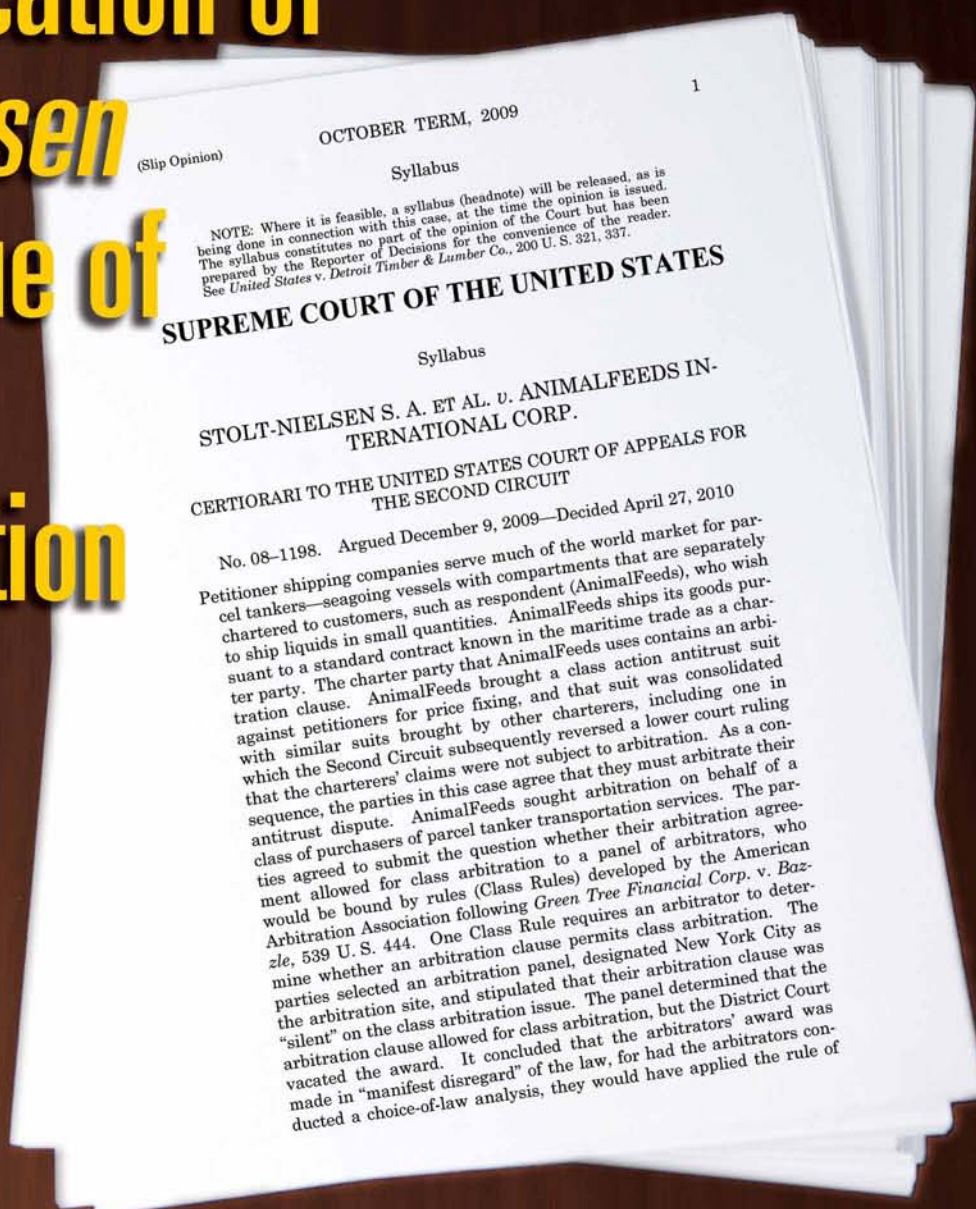 cation of
sen
ue of
tion
1
OCTOBER TERM, 2009
(Slip Opinion)
Syllabus
NOTE: Where it is feasible, a syllabus (headnote) will be released, as is
being done in connection with this case, at the time the opinion is issued.
The syllabus constitutes no part of the opinion of the Court but has been
prepared by the Reporter of Decisions for the convenience of the reader.
See United States v. Detroit Timber & Lumber Co., 200 U. S. 321, 337.
SUPREME COURT OF THE UNITED STATES
Syllabus
STOLT-NIELSEN S. A. ET AL. v. ANIMALFEEDS IN-
TERNATIONAL CORP.
CERTIORARI TO THE UNITED STATES COURT OF APPEALS FOR
THE SECOND CIRCUIT
No. 08–1198. Argued December 9, 2009—Decided April 27, 2010
Petitioner shipping companies serve much of the world market for par-
cel tankers—seagoing vessels with compartments that are separately
chartered to customers, such as respondent (AnimalFeeds), who wish
to ship liquids in small quantities. AnimalFeeds ships its goods pur-
suant to a standard contract known in the maritime trade as a char-
ter party. The charter party that AnimalFeeds uses contains an arbi-
tration clause. AnimalFeeds brought a class action antitrust suit
against petitioners for price fixing, and that suit was consolidated
with similar suits brought by other charterers, including one in
which the Second Circuit subsequently reversed a lower court ruling
that the charterers' claims were not subject to arbitration. As a con-
sequence, the parties in this case agree that they must arbitrate their
antitrust dispute. AnimalFeeds sought arbitration on behalf of a
class of purchasers of parcel tanker transportation services. The par-
ties agreed to submit the question whether their arbitration agree-
ment allowed for class arbitration to a panel of arbitrators, who
would be bound by rules (Class Rules) developed by the American
Arbitration Association following Green Tree Financial Corp. v. Baz-
zle, 539 U. S. 444. One Class Rule requires an arbitrator to deter-
mine whether an arbitration clause permits class arbitration. The
parties selected an arbitration panel, designated New York City as
the arbitration site, and stipulated that their arbitration clause was
“silent” on the class arbitration issue. The panel determined that the
arbitration clause allowed for class arbitration, but the District Court
vacated the award. It concluded that the arbitrators' award was
made in “manifest disregard” of the law, for had the arbitrators con-
ducted a choice-of-law analysis, they would have applied the rule of